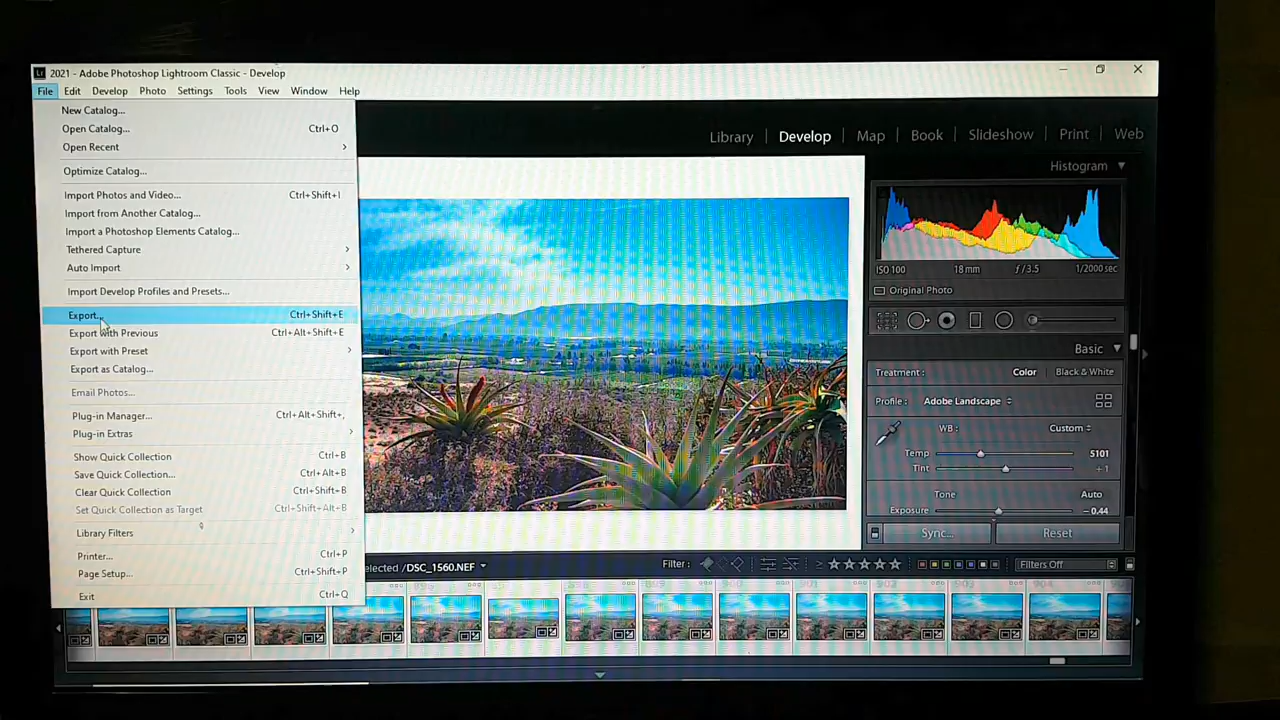 2021 - Adobe Photoshop Lightroom Classic - Develop
File Edit Develop Photo Settings Tools View Window Help
New Catalog...
Open Catalog... Ctrl+O
Open Recent
Optimize Catalog...
Import Photos and Video... Ctrl+Shift+I
Import from Another Catalog...
Import a Photoshop Elements Catalog...
Tethered Capture
Auto Import
Import Develop Profiles and Presets...
Export... Ctrl+Shift+E
Export with Previous Ctrl+Alt+Shift+E
Export with Preset
Export as Catalog...
Email Photos...
Plug-in Manager... Ctrl+Alt+Shift+,
Plug-in Extras
Show Quick Collection Ctrl+B
Save Quick Collection... Ctrl+Alt+B
Clear Quick Collection Ctrl+Shift+B
Set Quick Collection as Target Ctrl+Shift+Alt+B
Library Filters
Printer... Ctrl+P
Page Setup... Ctrl+Shift+P
Exit Ctrl+Q
Library | Develop | Map | Book | Slideshow | Print | Web
Histogram
ISO 100 18 mm ƒ / 3.5 1/2000 sec
Original Photo
Basic
Treatment : Color Black & White
Profile : Adobe Landscape
WB : Custom
Temp 5101
Tint + 1
Tone Auto
Exposure - 0.44
Sync... Reset
selected / DSC_1560.NEF
Filter : Filters Off